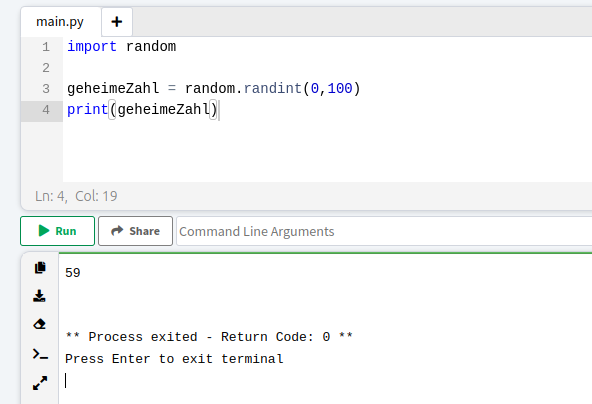 main.py +
1 import random
2
3 geheimeZahl = random.randint(0,100)
4 print(geheimeZahl)
Ln: 4, Col: 19
Run Share Command Line Arguments
59
** Process exited - Return Code: 0 **
Press Enter to exit terminal